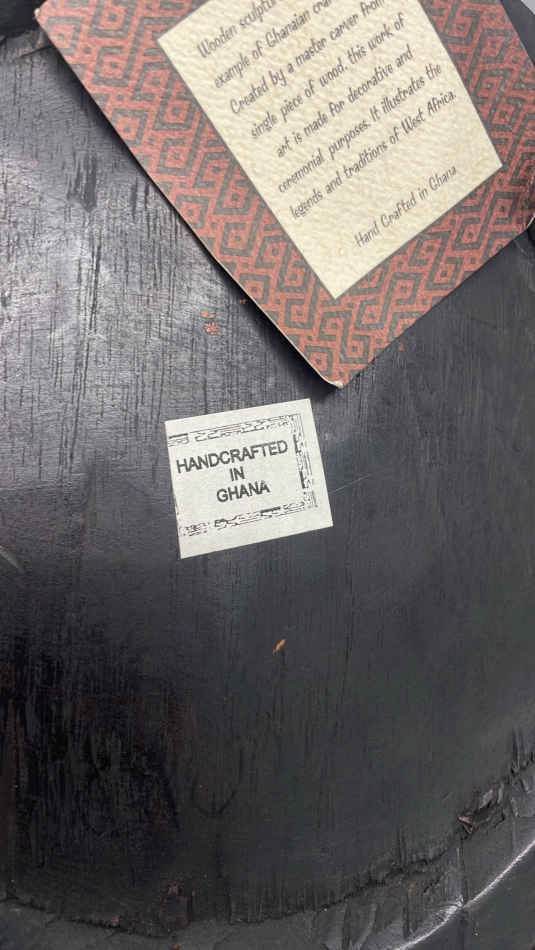 Wooden sculptu
example of Ghanaian cra
Created by a master carver from
single piece of wood, this work of
art is made for decorative and
ceremonial purposes. It illustrates the
legends and traditions of West Africa.
Hand Crafted in Ghana
HANDCRAFTED
IN
GHANA